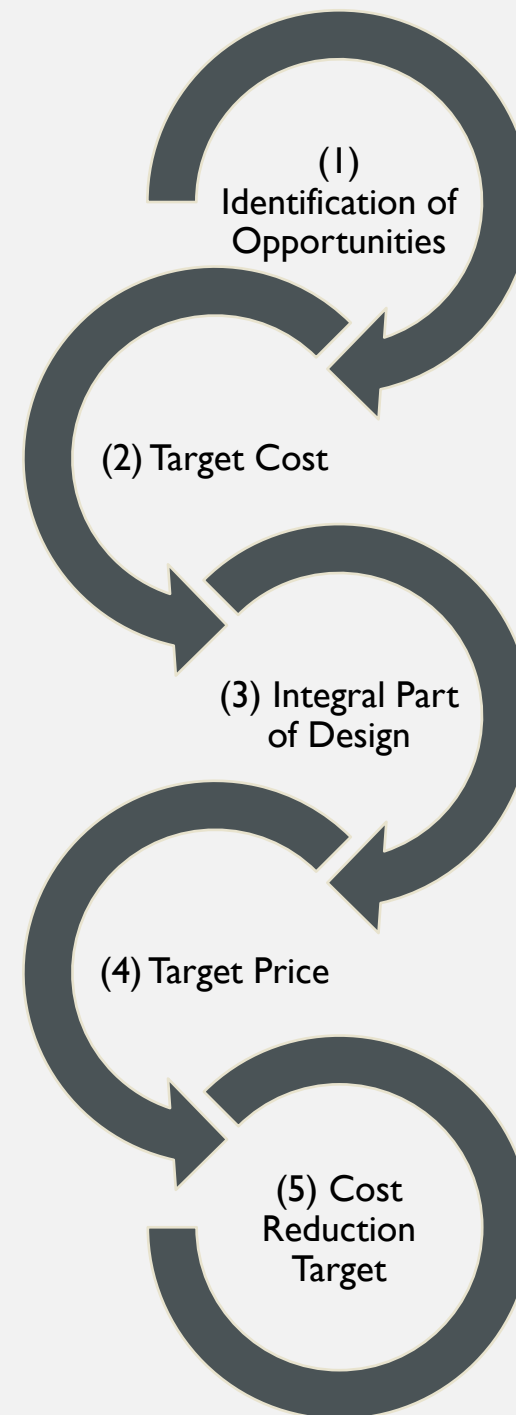 (1)
Identification of
Opportunities
(2) Target Cost
(3) Integral Part
of Design
(4) Target Price
(5) Cost
Reduction
Target